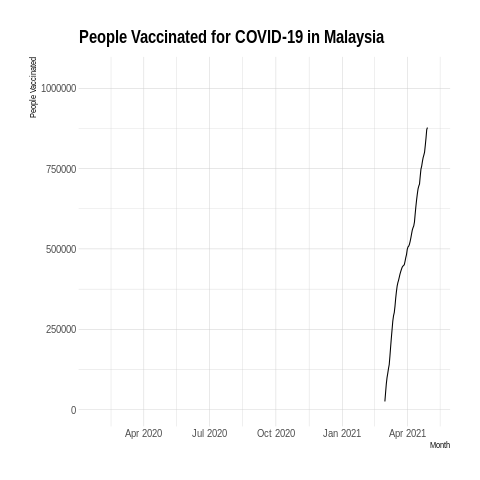 People Vaccinated for COVID-19 in Malaysia
People Vaccinated
1000000
750000
500000
250000
0
Apr 2020 Jul 2020 Oct 2020 Jan 2021 Apr 2021
Month